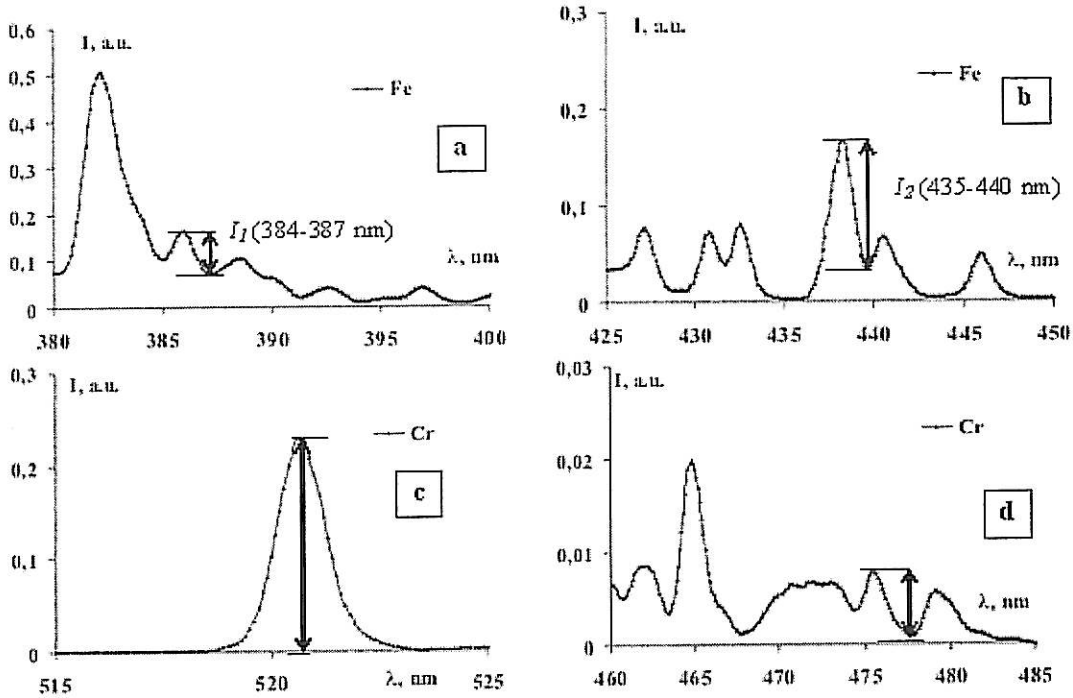 0,6
I, a.u.
0,5
Fe
0,4
a
0,3
0,2
I₁(384-387 nm)
0,1
λ, nm
0
380 385 390 395 400
0,3
I, a.u.
Fe
b
0,2
I₂(435-440 nm)
0,1
λ, nm
0
425 430 435 440 445 450
0,3
I, a.u.
Cr
0,2
c
0,1
0
515 520 λ, nm 525
0,03
I, a.u.
Cr
0,02
d
0,01
λ, nm
0
460 465 470 475 480 485